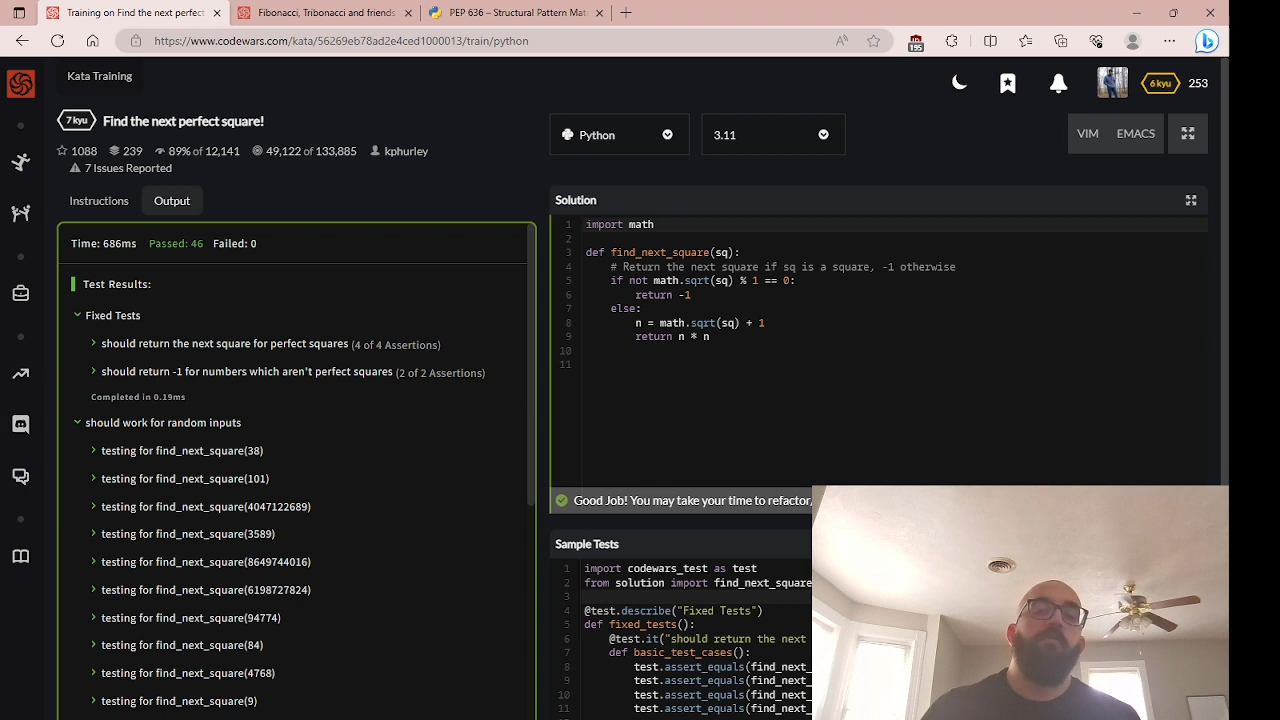 Training on Find the next perfect
Fibonacci, Tribonacci and friends
PEP 636 – Structural Pattern Mat
https://www.codewars.com/kata/56269eb78ad2e4ced1000013/train/python
195
Kata Training
6 kyu 253
7 kyu Find the next perfect square!
1088 239 89% of 12,141 49,122 of 133,885 kphurley
7 Issues Reported
Python
3.11
VIM EMACS
Instructions Output
Time: 686ms Passed: 46 Failed: 0
Test Results:
Fixed Tests
should return the next square for perfect squares (4 of 4 Assertions)
should return -1 for numbers which aren't perfect squares (2 of 2 Assertions)
Completed in 0.19ms
should work for random inputs
testing for find_next_square(38)
testing for find_next_square(101)
testing for find_next_square(4047122689)
testing for find_next_square(3589)
testing for find_next_square(8649744016)
testing for find_next_square(6198727824)
testing for find_next_square(94774)
testing for find_next_square(84)
testing for find_next_square(4768)
testing for find_next_square(9)
Solution
1 import math
2
3 def find_next_square(sq):
4 # Return the next square if sq is a square, -1 otherwise
5 if not math.sqrt(sq) % 1 == 0:
6 return -1
7 else:
8 n = math.sqrt(sq) + 1
9 return n * n
10
11
Good Job! You may take your time to refactor,
Sample Tests
1 import codewars_test as test
2 from solution import find_next_square
3
4 @test.describe("Fixed Tests")
5 def fixed_tests():
6 @test.it("should return the next
7 def basic_test_cases():
8 test.assert_equals(find_next_
9 test.assert_equals(find_next_
10 test.assert_equals(find_next_
11 test.assert_equals(find_next_